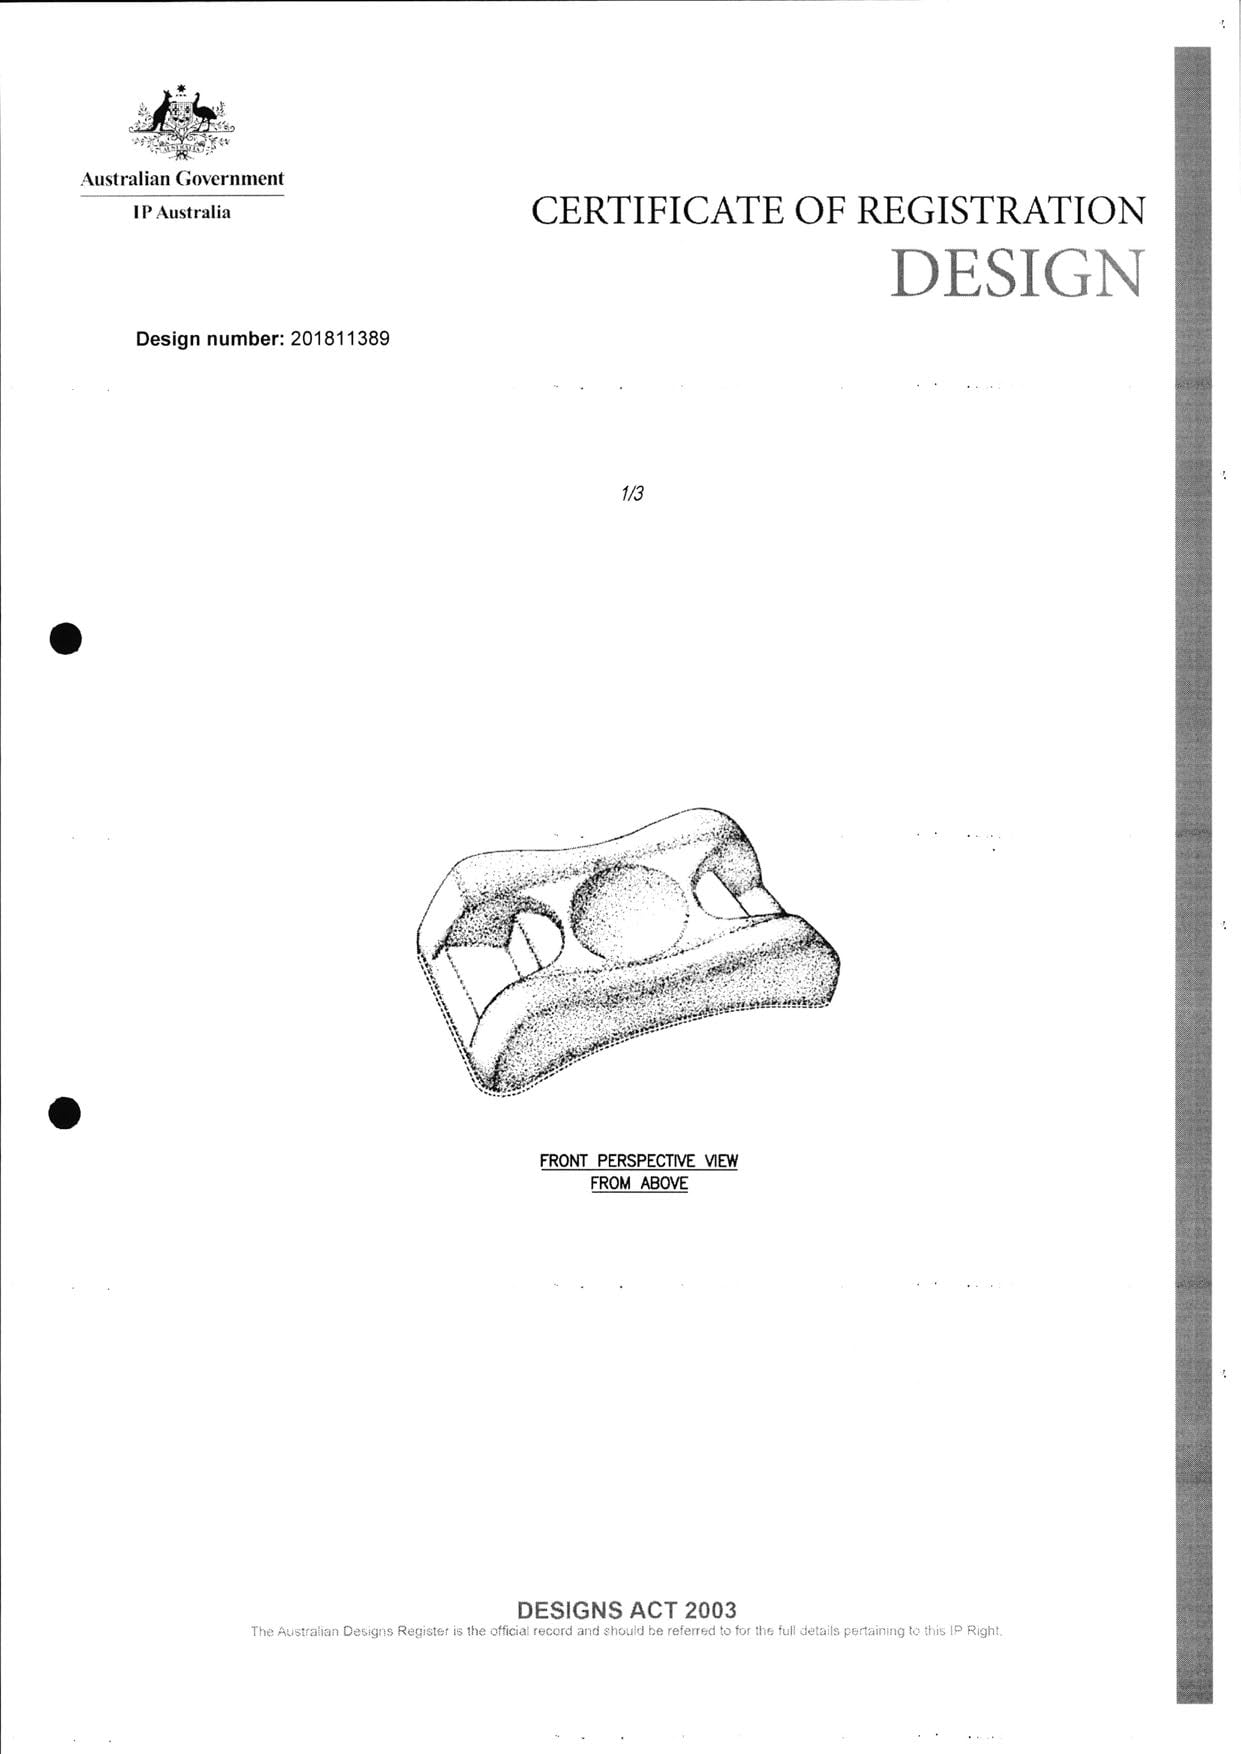 Australian Government
IP Australia
CERTIFICATE OF REGISTRATION
DESIGN
Design number: 201811389
1/3
FRONT PERSPECTIVE VIEW
FROM ABOVE
DESIGNS ACT 2003
The Australian Designs Register is the official record and should be referred to for the full details pertaining to this IP Right.